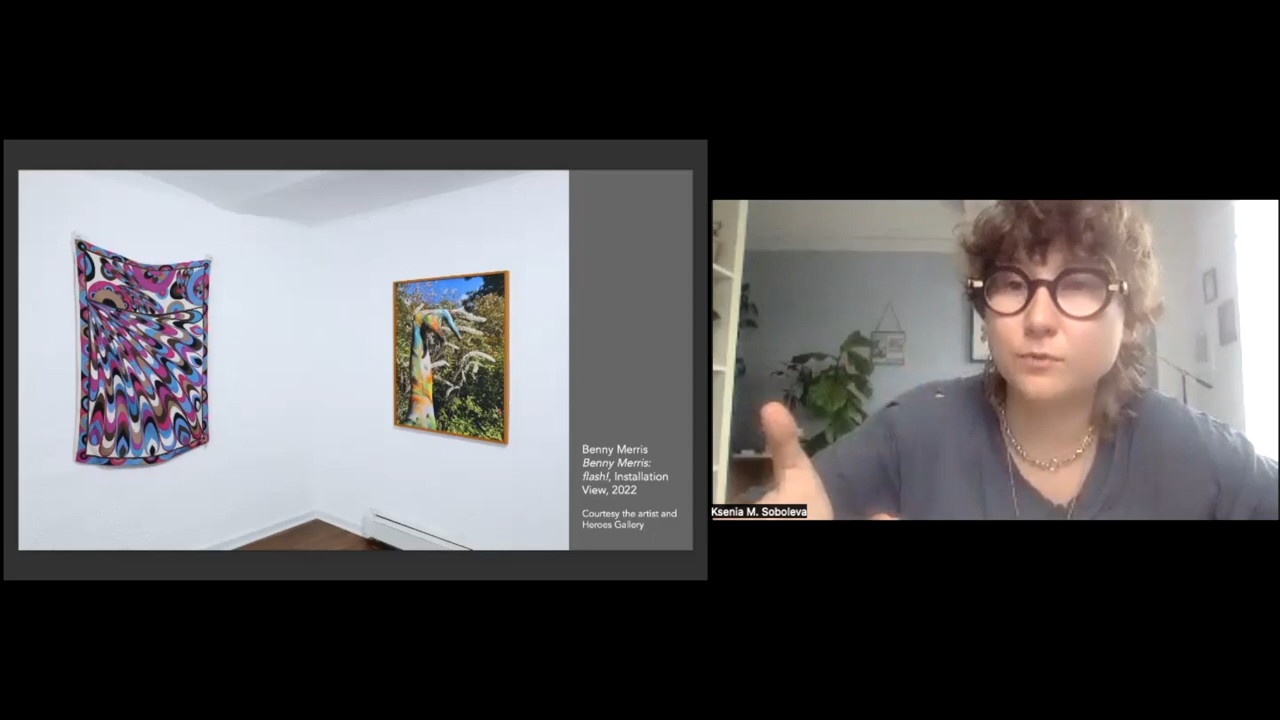 Benny Merris
Benny Merris:
flash!, Installation
View, 2022
Courtesy the artist and
Heroes Gallery
Ksenia M. Soboleva